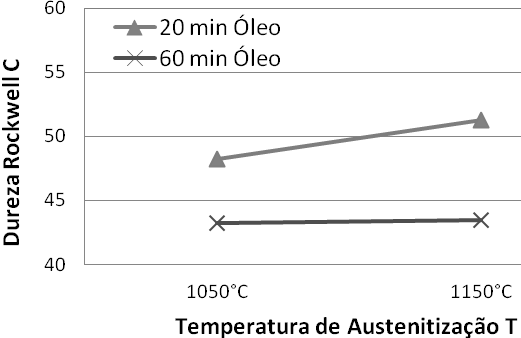 60
55
50
45
40
Dureza Rockwell C
20 min Óleo
60 min Óleo
1050°C
1150°C
Temperatura de Austenitização T